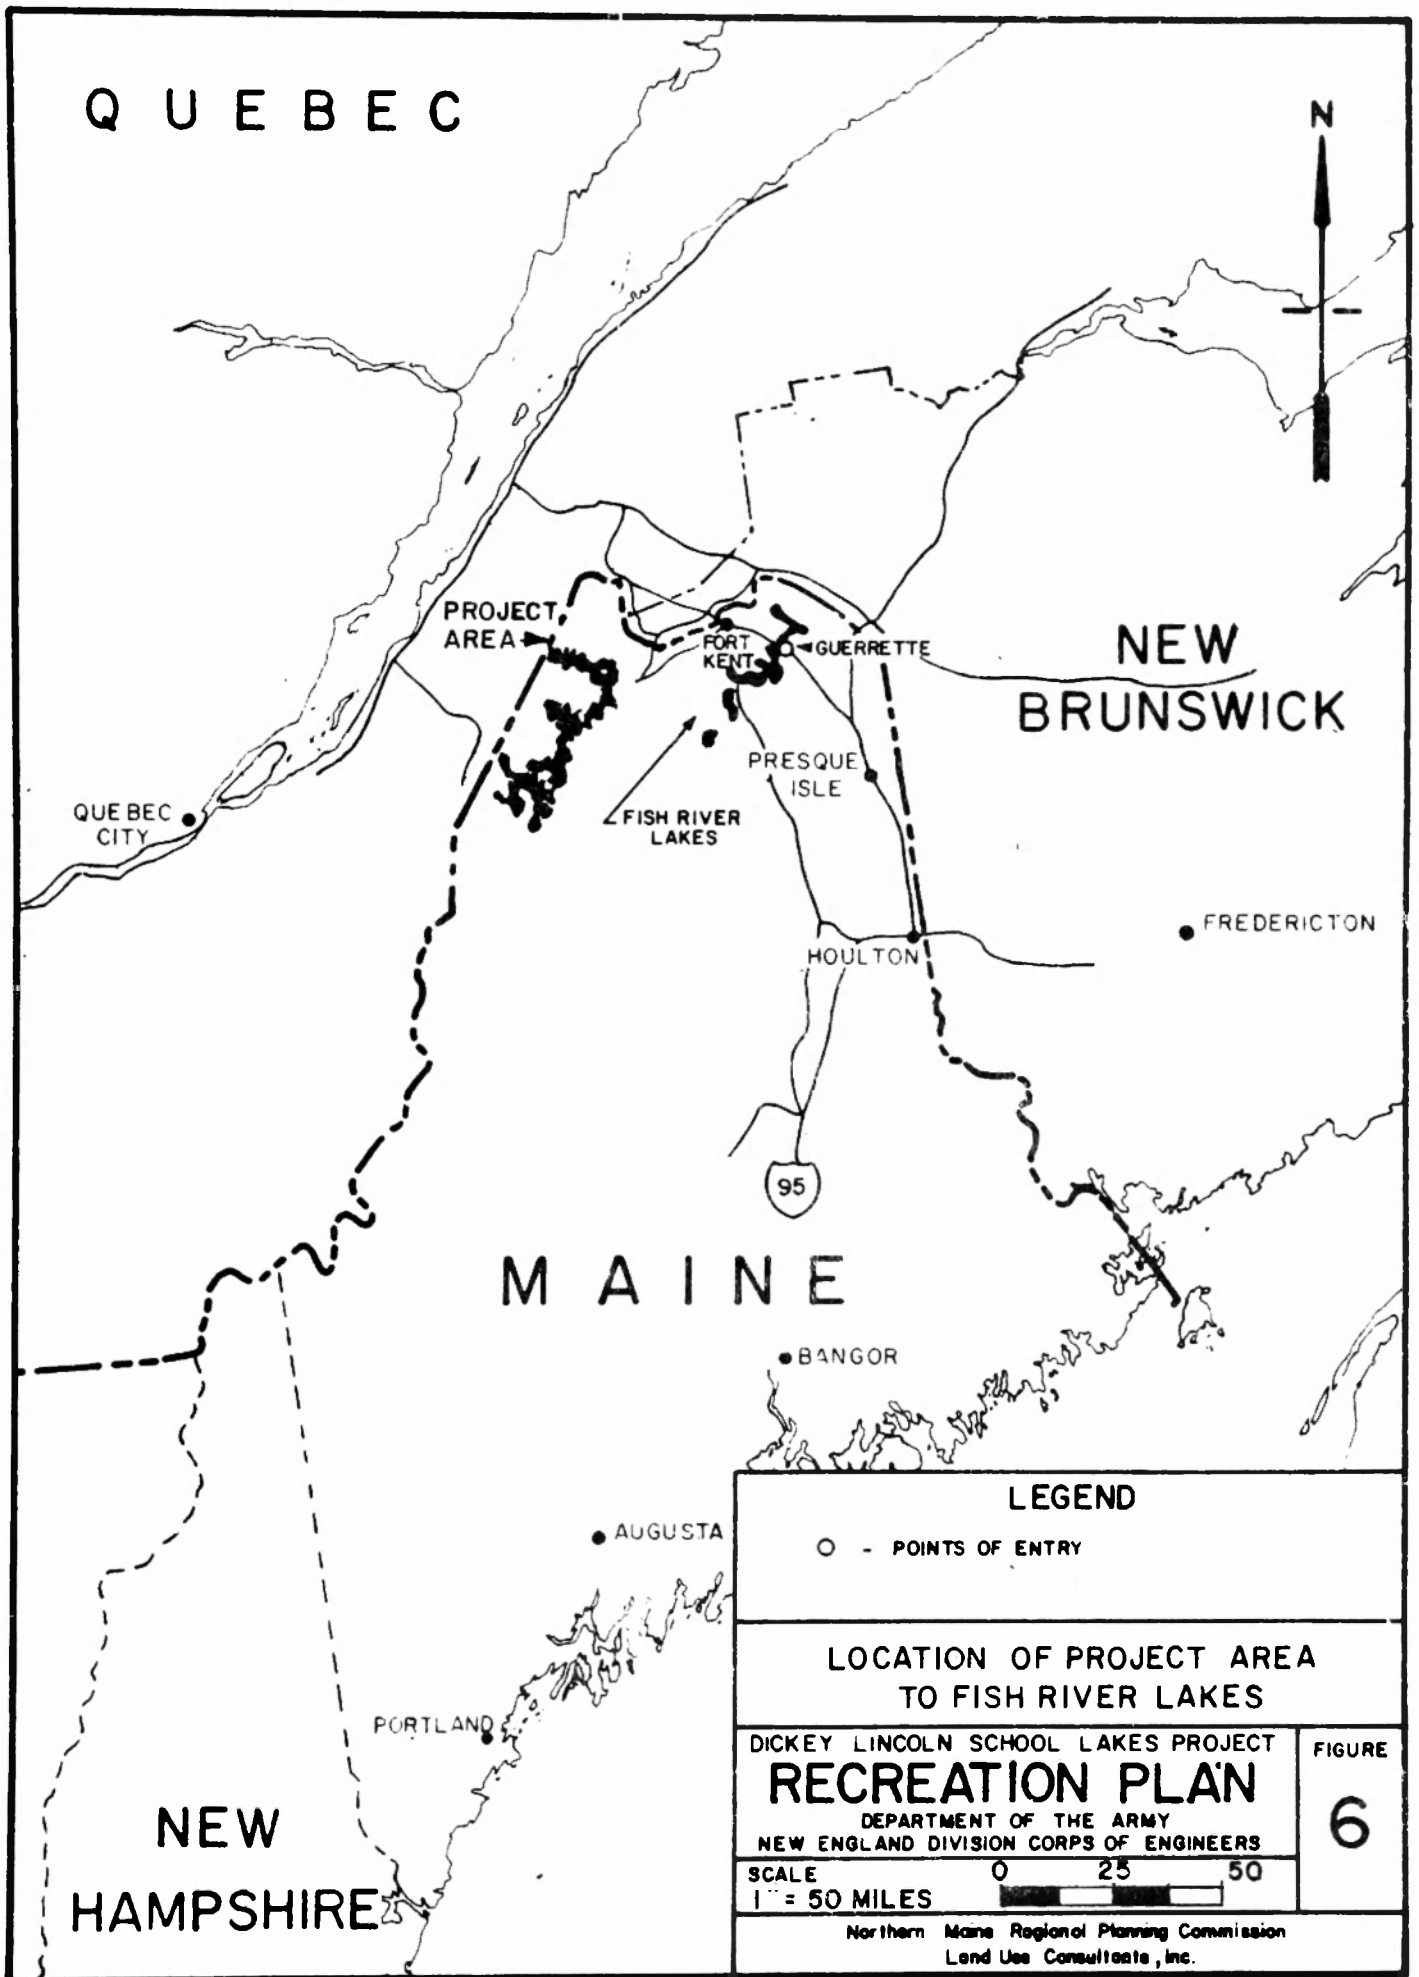 QUEBEC
N
PROJECT
AREA
FORT
KENT
GUERRETTE
NEW
BRUNSWICK
PRESQUE
ISLE
QUEBEC
CITY
FISH RIVER
LAKES
FREDERICTON
HOULTON
95
MAINE
BANGOR
AUGUSTA
PORTLAND
NEW
HAMPSHIRE
LEGEND
O - POINTS OF ENTRY
LOCATION OF PROJECT AREA
TO FISH RIVER LAKES
DICKEY LINCOLN SCHOOL LAKES PROJECT
RECREATION PLAN
DEPARTMENT OF THE ARMY
NEW ENGLAND DIVISION CORPS OF ENGINEERS
FIGURE
6
SCALE
1" = 50 MILES
0 25 50
Northern Maine Regional Planning Commission
Land Use Consultants, Inc.